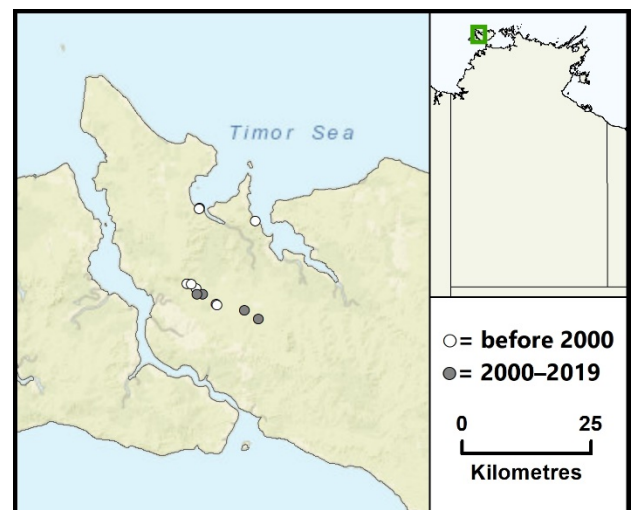 Timor Sea
○= before 2000
●= 2000–2019
0 25
Kilometres